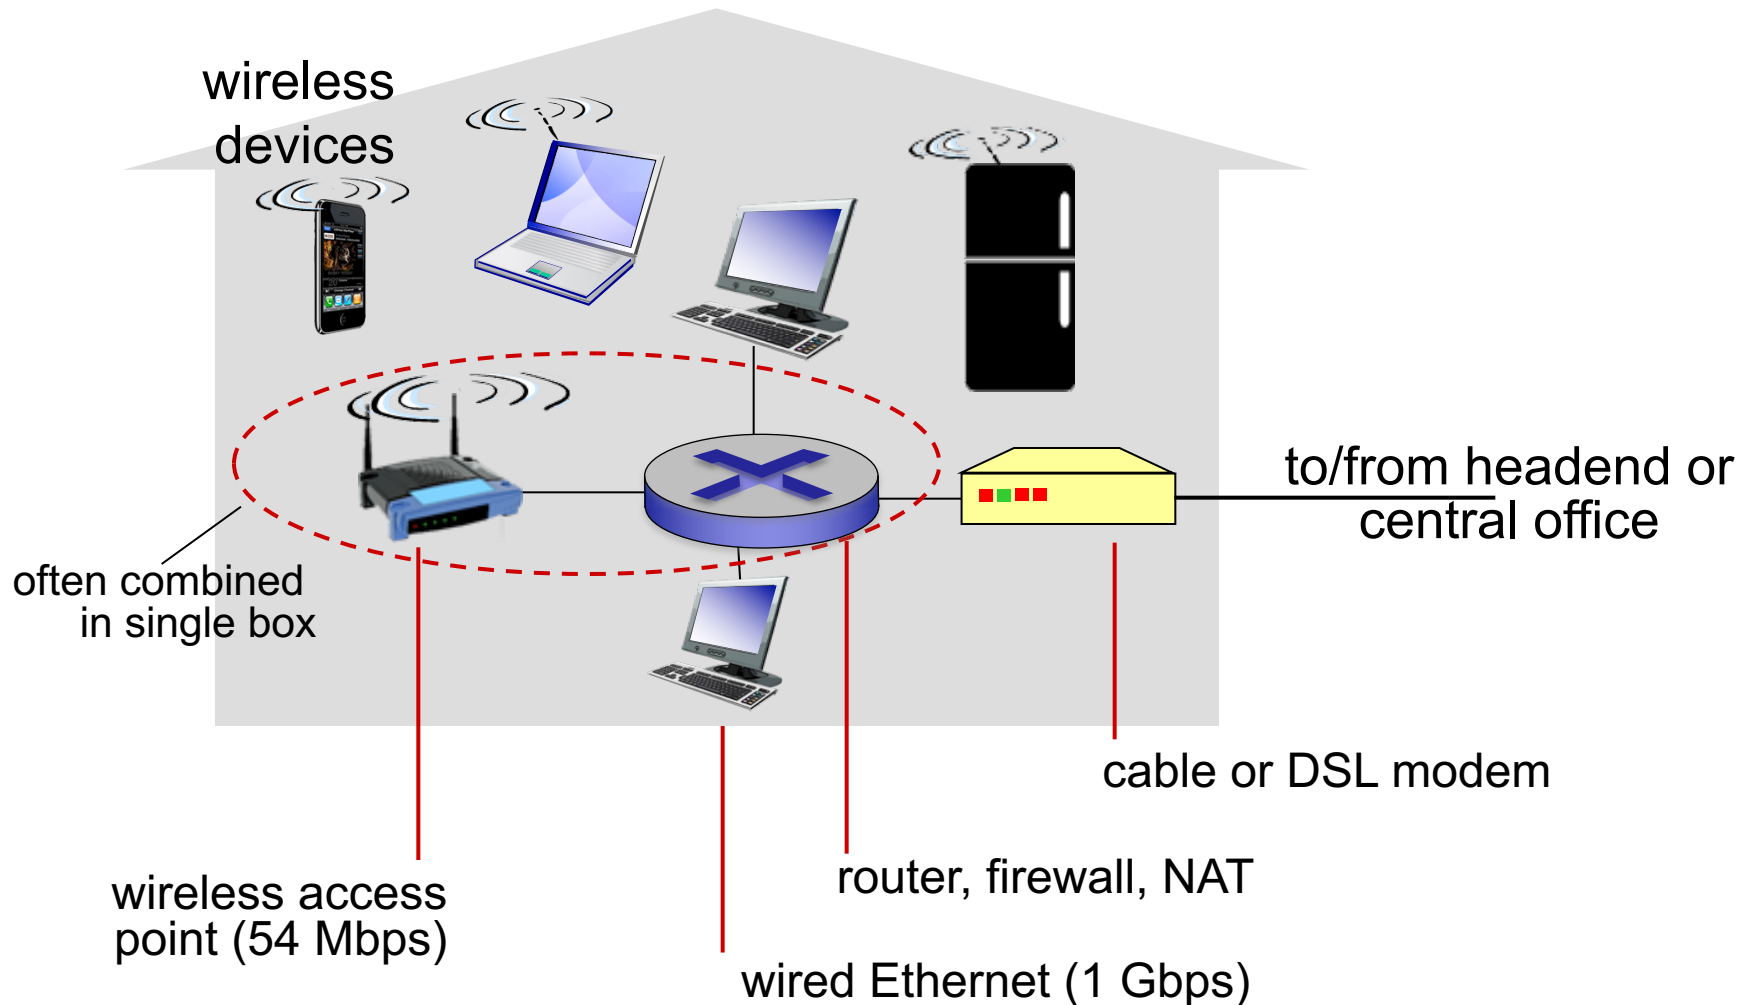 wireless
devices
to/from headend or
central office
often combined
in single box
cable or DSL modem
router, firewall, NAT
wireless access
point (54 Mbps)
wired Ethernet (1 Gbps)